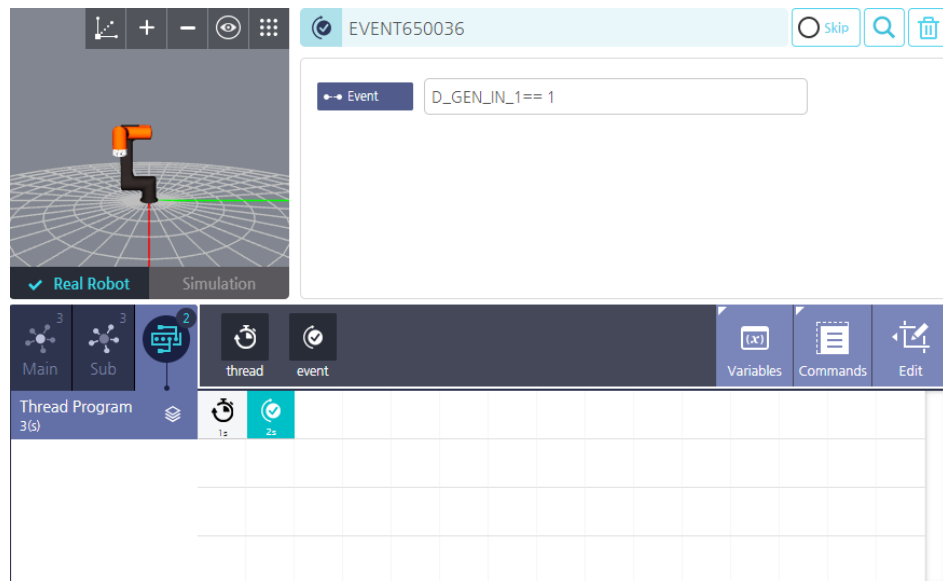 EVENT650036
Skip
Event
D_GEN_IN_1== 1
Real Robot
Simulation
3
3
2
Main
Sub
thread
event
(x)
Variables
Commands
Edit
Thread Program
3(s)
1s
2s